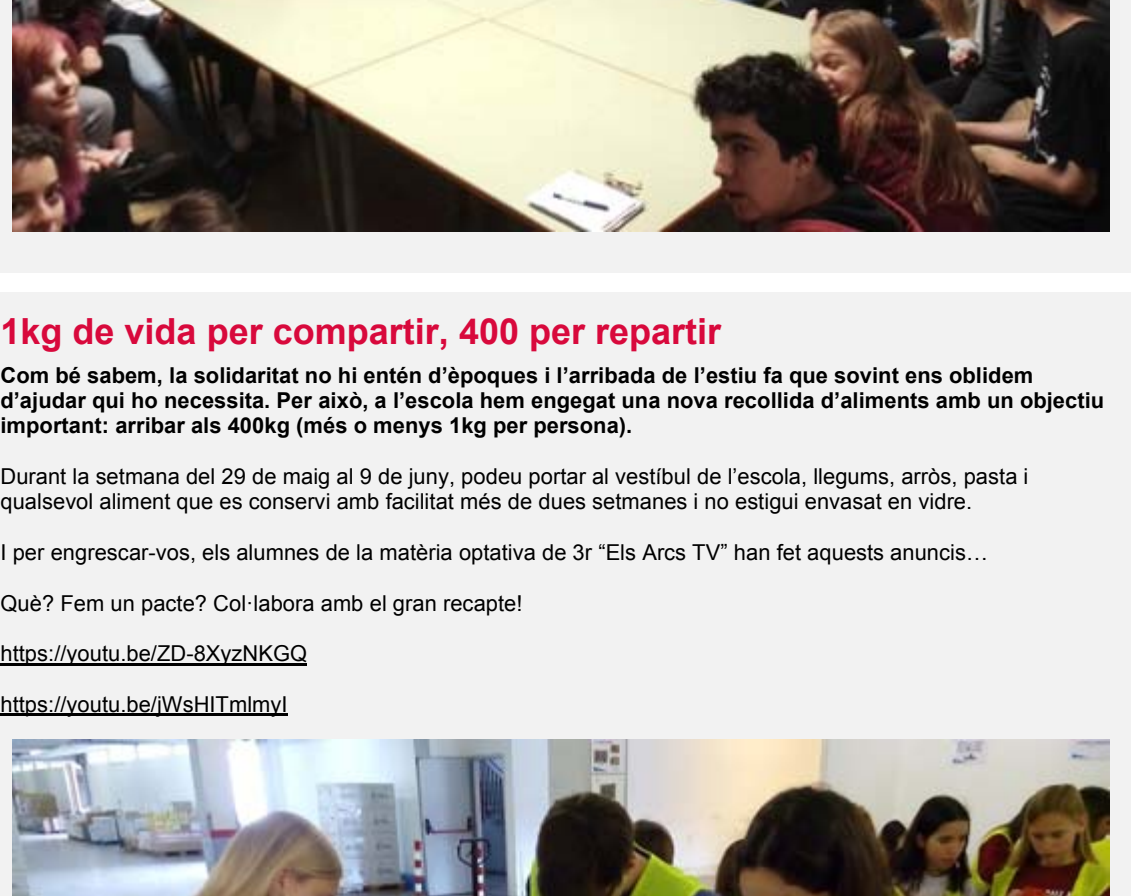 1kg de vida per compartir, 400 per repartir
Com bé sabem, la solidaritat no hi entén d’èpoques i l’arribada de l’estiu fa que sovint ens oblidem
d’ajudar qui ho necessita. Per això, a l’escola hem engegat una nova recollida d’aliments amb un objectiu
important: arribar als 400kg (més o menys 1kg per persona).
Durant la setmana del 29 de maig al 9 de juny, podeu portar al vestíbul de l’escola, llegums, arròs, pasta i
qualsevol aliment que es conservi amb facilitat més de dues setmanes i no estigui envasat en vidre.
I per engrescar-vos, els alumnes de la matèria optativa de 3r “Els Arcs TV” han fet aquests anuncis…
Què? Fem un pacte? Col·labora amb el gran recapte!
https://youtu.be/ZD-8XyzNKGQ
https://youtu.be/jWsHITmlmyI